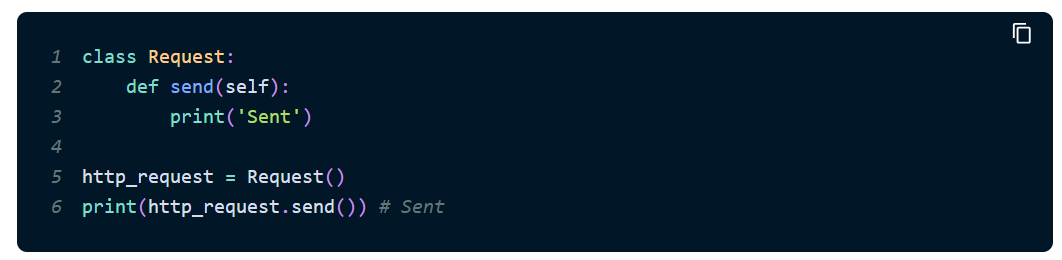 1 class Request:
2     def send(self):
3         print('Sent')
4
5 http_request = Request()
6 print(http_request.send()) # Sent